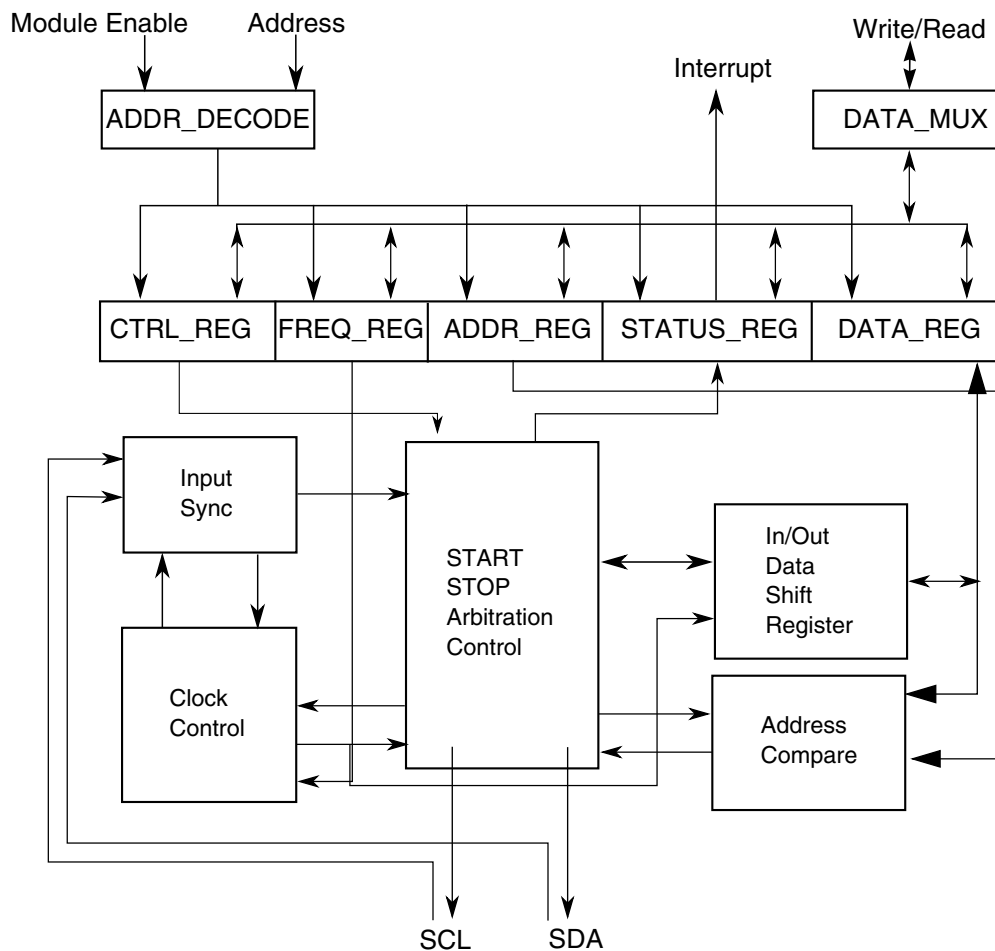 Module Enable
Address
Write/Read
Interrupt
ADDR_DECODE
DATA_MUX
CTRL_REG
FREQ_REG
ADDR_REG
STATUS_REG
DATA_REG
Input
Sync
START
STOP
Arbitration
Control
In/Out
Data
Shift
Register
Clock
Control
Address
Compare
SCL
SDA